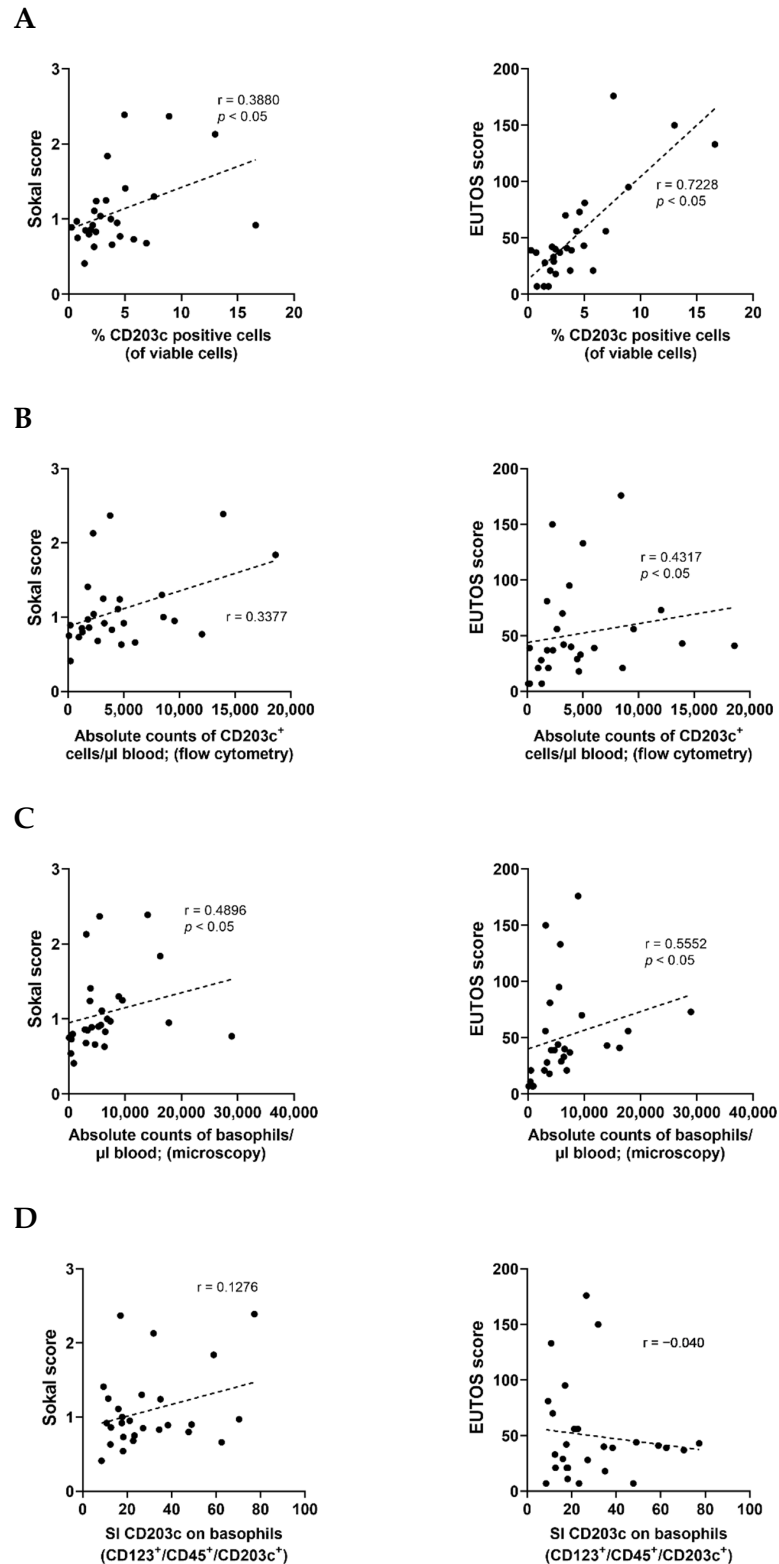 A
3
2
1
0
Sokal score
r = 0.3880
p < 0.05
0 5 10 15 20
% CD203c positive cells
(of viable cells)
200
150
100
50
0
EUTOS score
r = 0.7228
p < 0.05
0 5 10 15 20
% CD203c positive cells
(of viable cells)
B
3
2
1
0
Sokal score
r = 0.3377
0 5,000 10,000 15,000 20,000
Absolute counts of CD203c⁺
cells/µl blood; (flow cytometry)
200
150
100
50
0
EUTOS score
r = 0.4317
p < 0.05
0 5,000 10,000 15,000 20,000
Absolute counts of CD203c⁺
cells/µl blood; (flow cytometry)
C
3
2
1
0
Sokal score
r = 0.4896
p < 0.05
0 10,000 20,000 30,000 40,000
Absolute counts of basophils/
µl blood; (microscopy)
200
150
100
50
0
EUTOS score
r = 0.5552
p < 0.05
0 10,000 20,000 30,000 40,000
Absolute counts of basophils/
µl blood; (microscopy)
D
3
2
1
0
Sokal score
r = 0.1276
0 20 40 60 80 100
SI CD203c on basophils
(CD123⁺/CD45⁺/CD203c⁺)
200
150
100
50
0
EUTOS score
r = −0.040
0 20 40 60 80 100
SI CD203c on basophils
(CD123⁺/CD45⁺/CD203c⁺)